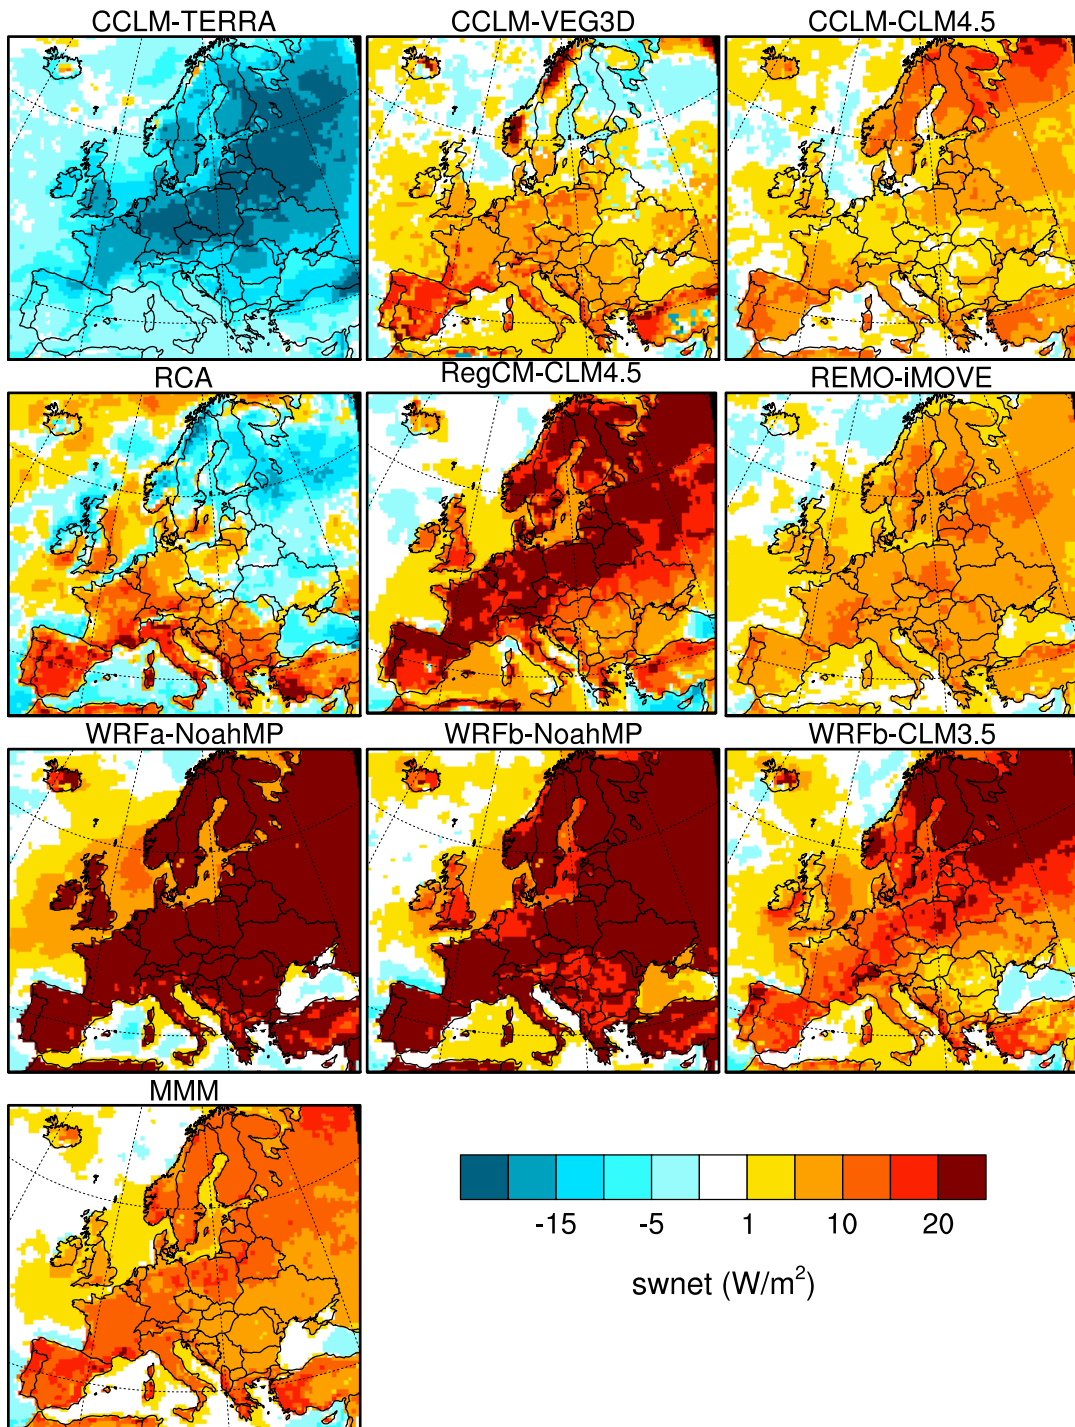 CCLM-TERRA
CCLM-VEG3D
CCLM-CLM4.5
RCA
RegCM-CLM4.5
REMO-iMOVE
WRFa-NoahMP
WRFb-NoahMP
WRFb-CLM3.5
MMM
-15 -5 1 10 20
swnet (W/m²)